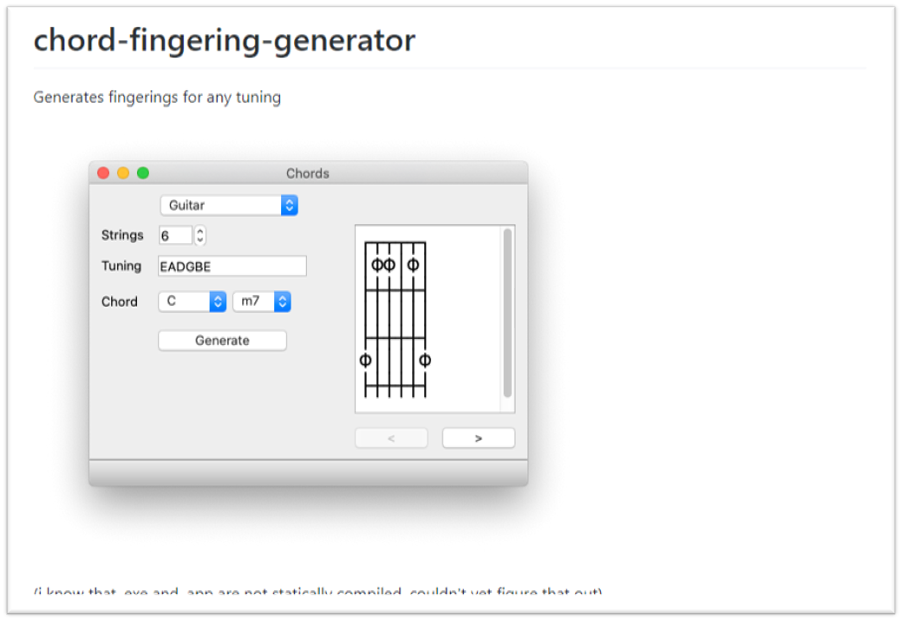 chord-fingering-generator
Generates fingerings for any tuning
Chords
Guitar
Strings 6
Tuning EADGBE
Chord C m7
Generate
< >
(i know that .exe and .app are not statically compiled, couldn't yet figure that out)